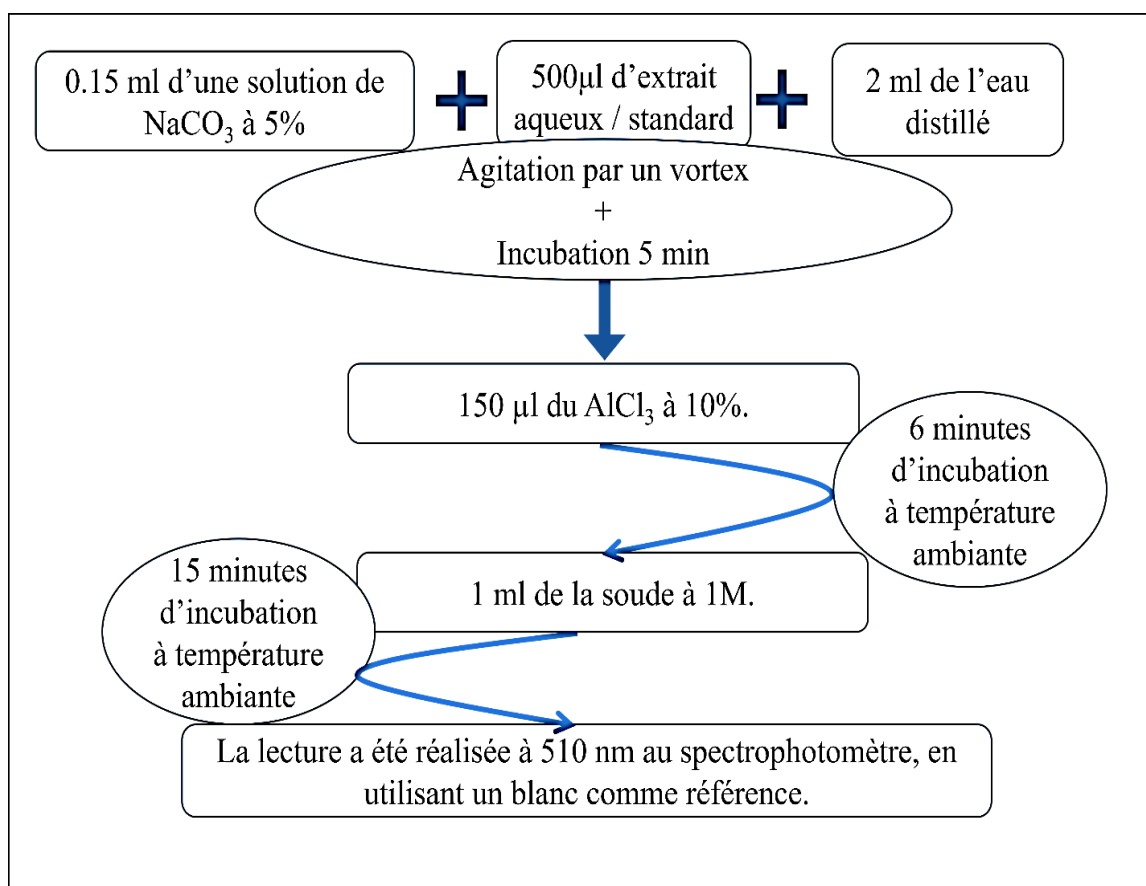 0.15 ml d’une solution de
NaCO₃ à 5%
500µl d’extrait
aqueux / standard
2 ml de l’eau
distillé
Agitation par un vortex
+
Incubation 5 min
150 µl du AlCl₃ à 10%.
6 minutes
d’incubation
à température
ambiante
1 ml de la soude à 1M.
15 minutes
d’incubation
à température
ambiante
La lecture a été réalisée à 510 nm au spectrophotomètre, en
utilisant un blanc comme référence.